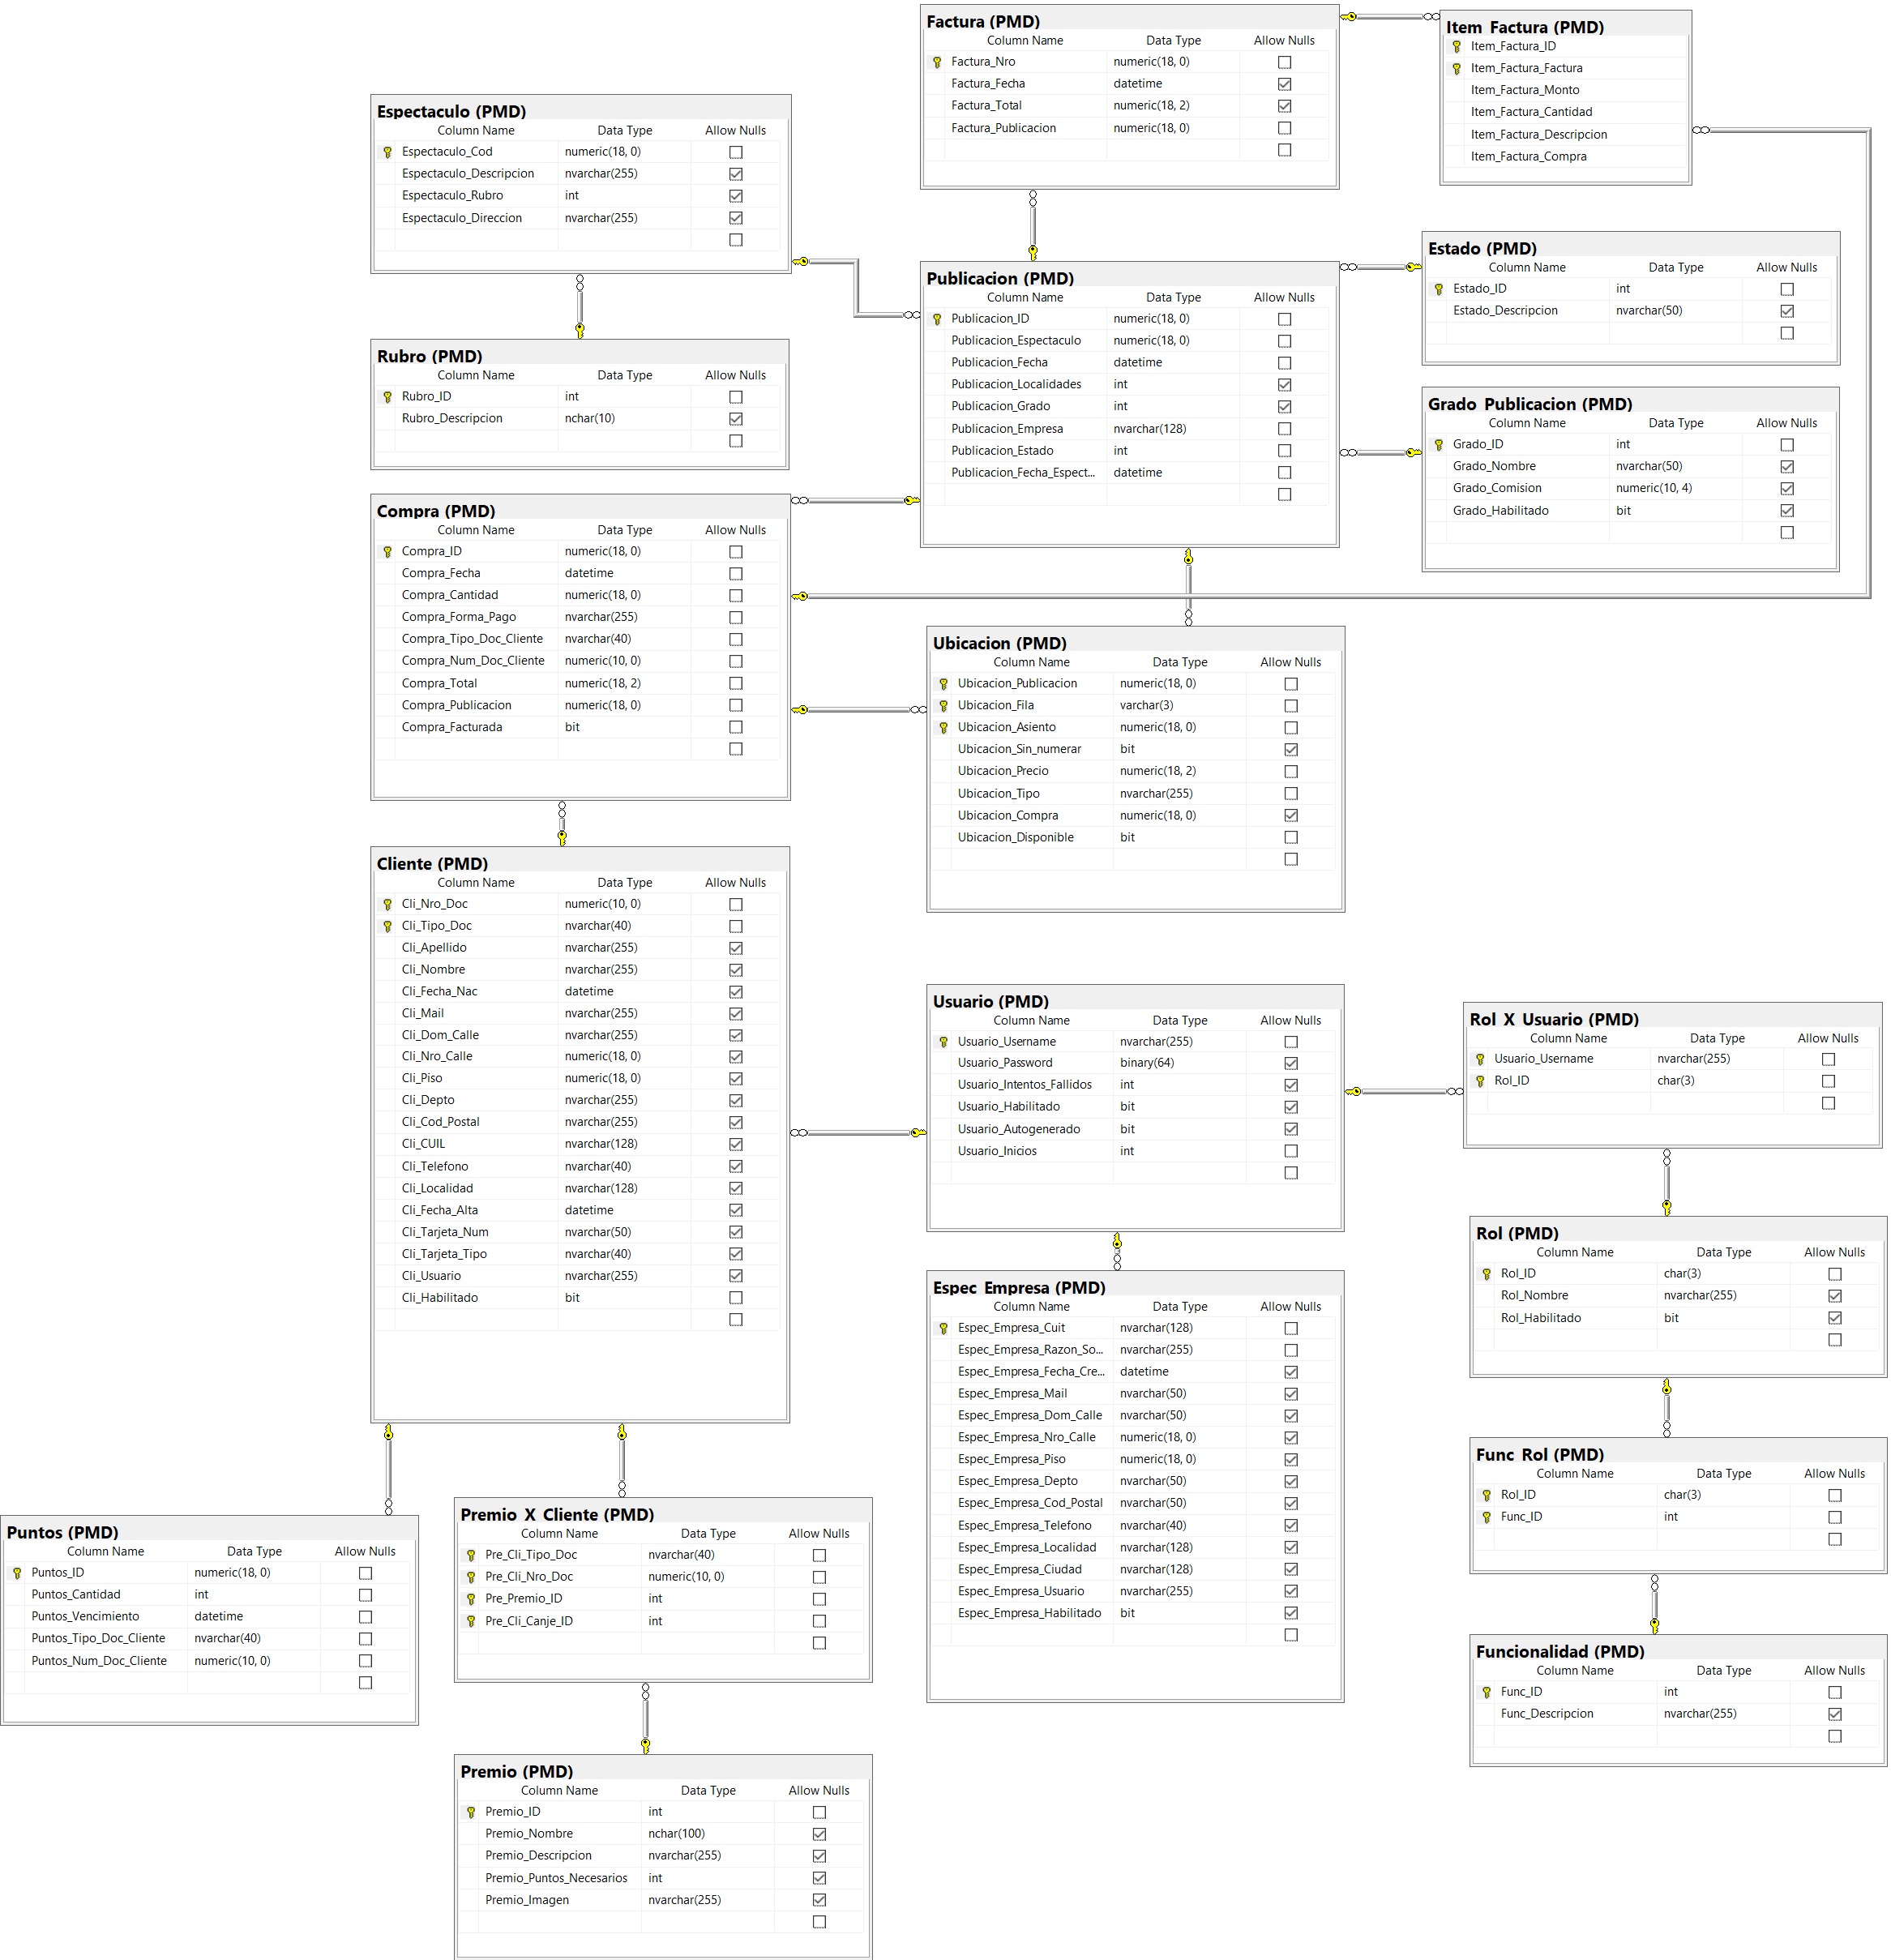 Factura (PMD)
Column Name Data Type Allow Nulls
Factura_Nro numeric(18, 0)
Factura_Fecha datetime
Factura_Total numeric(18, 2)
Factura_Publicacion numeric(18, 0)
Item_Factura (PMD)
Item_Factura_ID
Item_Factura_Factura
Item_Factura_Monto
Item_Factura_Cantidad
Item_Factura_Descripcion
Item_Factura_Compra
Espectaculo (PMD)
Column Name Data Type Allow Nulls
Espectaculo_Cod numeric(18, 0)
Espectaculo_Descripcion nvarchar(255)
Espectaculo_Rubro int
Espectaculo_Direccion nvarchar(255)
Publicacion (PMD)
Column Name Data Type Allow Nulls
Publicacion_ID numeric(18, 0)
Publicacion_Espectaculo numeric(18, 0)
Publicacion_Fecha datetime
Publicacion_Localidades int
Publicacion_Grado int
Publicacion_Empresa nvarchar(128)
Publicacion_Estado int
Publicacion_Fecha_Espect... datetime
Estado (PMD)
Column Name Data Type Allow Nulls
Estado_ID int
Estado_Descripcion nvarchar(50)
Rubro (PMD)
Column Name Data Type Allow Nulls
Rubro_ID int
Rubro_Descripcion nchar(10)
Grado_Publicacion (PMD)
Column Name Data Type Allow Nulls
Grado_ID int
Grado_Nombre nvarchar(50)
Grado_Comision numeric(10, 4)
Grado_Habilitado bit
Compra (PMD)
Column Name Data Type Allow Nulls
Compra_ID numeric(18, 0)
Compra_Fecha datetime
Compra_Cantidad numeric(18, 0)
Compra_Forma_Pago nvarchar(255)
Compra_Tipo_Doc_Cliente nvarchar(40)
Compra_Num_Doc_Cliente numeric(10, 0)
Compra_Total numeric(18, 2)
Compra_Publicacion numeric(18, 0)
Compra_Facturada bit
Ubicacion (PMD)
Column Name Data Type Allow Nulls
Ubicacion_Publicacion numeric(18, 0)
Ubicacion_Fila varchar(3)
Ubicacion_Asiento numeric(18, 0)
Ubicacion_Sin_numerar bit
Ubicacion_Precio numeric(18, 2)
Ubicacion_Tipo nvarchar(255)
Ubicacion_Compra numeric(18, 0)
Ubicacion_Disponible bit
Cliente (PMD)
Column Name Data Type Allow Nulls
Cli_Nro_Doc numeric(10, 0)
Cli_Tipo_Doc nvarchar(40)
Cli_Apellido nvarchar(255)
Cli_Nombre nvarchar(255)
Cli_Fecha_Nac datetime
Cli_Mail nvarchar(255)
Cli_Dom_Calle nvarchar(255)
Cli_Nro_Calle numeric(18, 0)
Cli_Piso numeric(18, 0)
Cli_Depto nvarchar(255)
Cli_Cod_Postal nvarchar(255)
Cli_CUIL nvarchar(128)
Cli_Telefono nvarchar(40)
Cli_Localidad nvarchar(128)
Cli_Fecha_Alta datetime
Cli_Tarjeta_Num nvarchar(50)
Cli_Tarjeta_Tipo nvarchar(40)
Cli_Usuario nvarchar(255)
Cli_Habilitado bit
Usuario (PMD)
Column Name Data Type Allow Nulls
Usuario_Username nvarchar(255)
Usuario_Password binary(64)
Usuario_Intentos_Fallidos int
Usuario_Habilitado bit
Usuario_Autogenerado bit
Usuario_Inicios int
Rol_X_Usuario (PMD)
Column Name Data Type Allow Nulls
Usuario_Username nvarchar(255)
Rol_ID char(3)
Rol (PMD)
Column Name Data Type Allow Nulls
Rol_ID char(3)
Rol_Nombre nvarchar(255)
Rol_Habilitado bit
Espec_Empresa (PMD)
Column Name Data Type Allow Nulls
Espec_Empresa_Cuit nvarchar(128)
Espec_Empresa_Razon_So... nvarchar(255)
Espec_Empresa_Fecha_Cre... datetime
Espec_Empresa_Mail nvarchar(50)
Espec_Empresa_Dom_Calle nvarchar(50)
Espec_Empresa_Nro_Calle numeric(18, 0)
Espec_Empresa_Piso numeric(18, 0)
Espec_Empresa_Depto nvarchar(50)
Espec_Empresa_Cod_Postal nvarchar(50)
Espec_Empresa_Telefono nvarchar(40)
Espec_Empresa_Localidad nvarchar(128)
Espec_Empresa_Ciudad nvarchar(128)
Espec_Empresa_Usuario nvarchar(255)
Espec_Empresa_Habilitado bit
Func_Rol (PMD)
Column Name Data Type Allow Nulls
Rol_ID char(3)
Func_ID int
Puntos (PMD)
Column Name Data Type Allow Nulls
Puntos_ID numeric(18, 0)
Puntos_Cantidad int
Puntos_Vencimiento datetime
Puntos_Tipo_Doc_Cliente nvarchar(40)
Puntos_Num_Doc_Cliente numeric(10, 0)
Premio_X_Cliente (PMD)
Column Name Data Type Allow Nulls
Pre_Cli_Tipo_Doc nvarchar(40)
Pre_Cli_Nro_Doc numeric(10, 0)
Pre_Premio_ID int
Pre_Cli_Canje_ID int
Funcionalidad (PMD)
Column Name Data Type Allow Nulls
Func_ID int
Func_Descripcion nvarchar(255)
Premio (PMD)
Column Name Data Type Allow Nulls
Premio_ID int
Premio_Nombre nchar(100)
Premio_Descripcion nvarchar(255)
Premio_Puntos_Necesarios int
Premio_Imagen nvarchar(255)